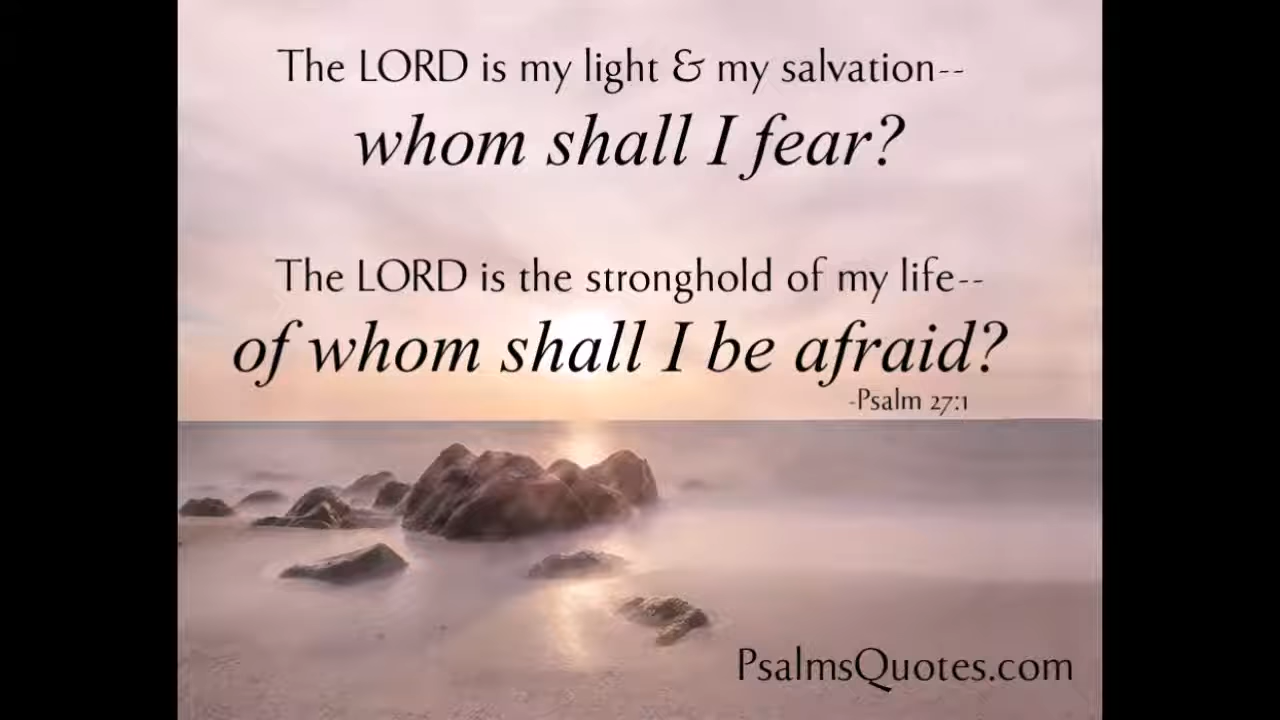 The LORD is my light & my salvation--
whom shall I fear?
The LORD is the stronghold of my life--
of whom shall I be afraid?
-Psalm 27:1
PsalmsQuotes.com